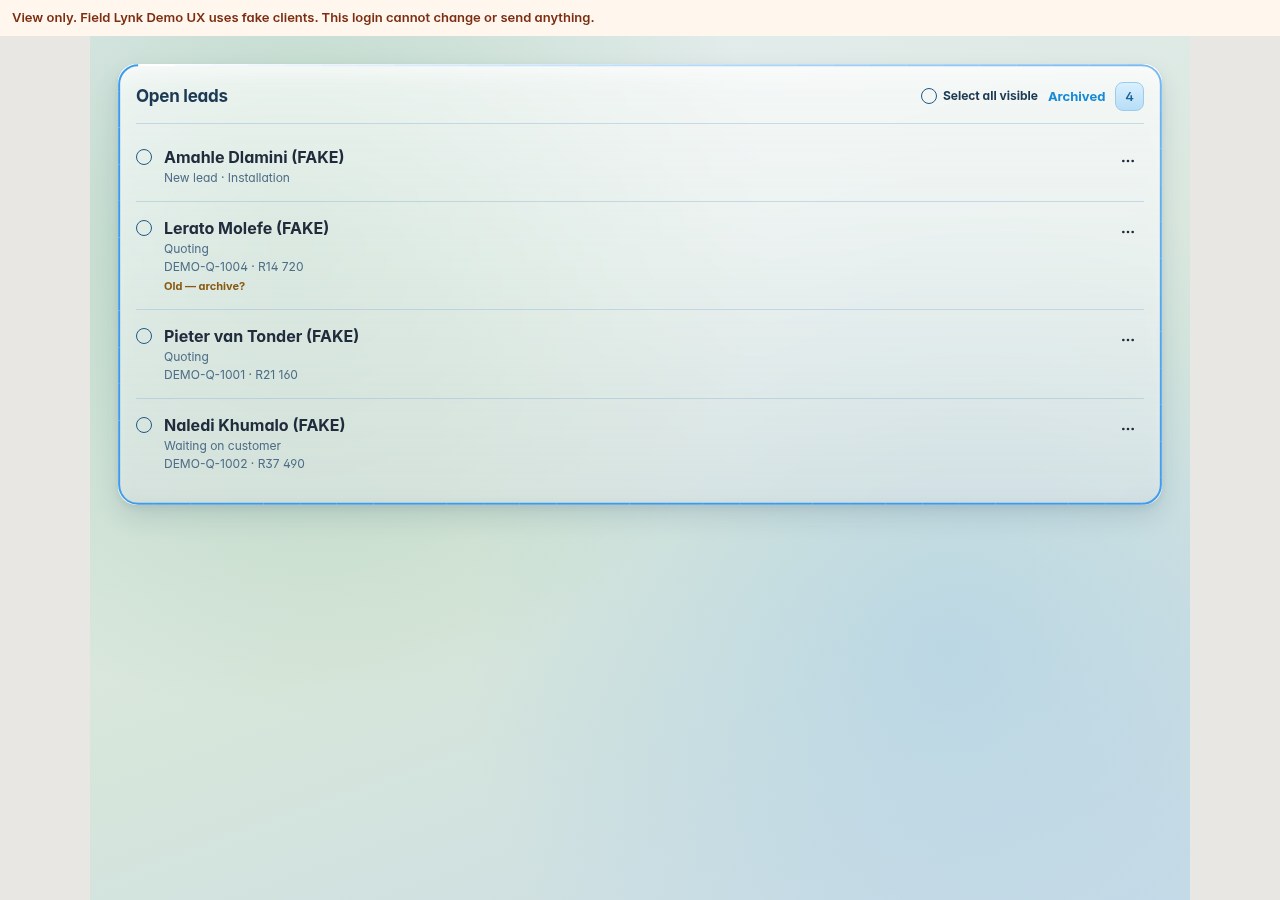 View only. Field Lynk Demo UX uses fake clients. This login cannot change or send anything.
Open leads
Select all visible
Archived
4
Amahle Dlamini (FAKE)
...
New lead · Installation
Lerato Molefe (FAKE)
...
Quoting
DEMO-Q-1004 · R14 720
Old — archive?
Pieter van Tonder (FAKE)
...
Quoting
DEMO-Q-1001 · R21 160
Naledi Khumalo (FAKE)
...
Waiting on customer
DEMO-Q-1002 · R37 490